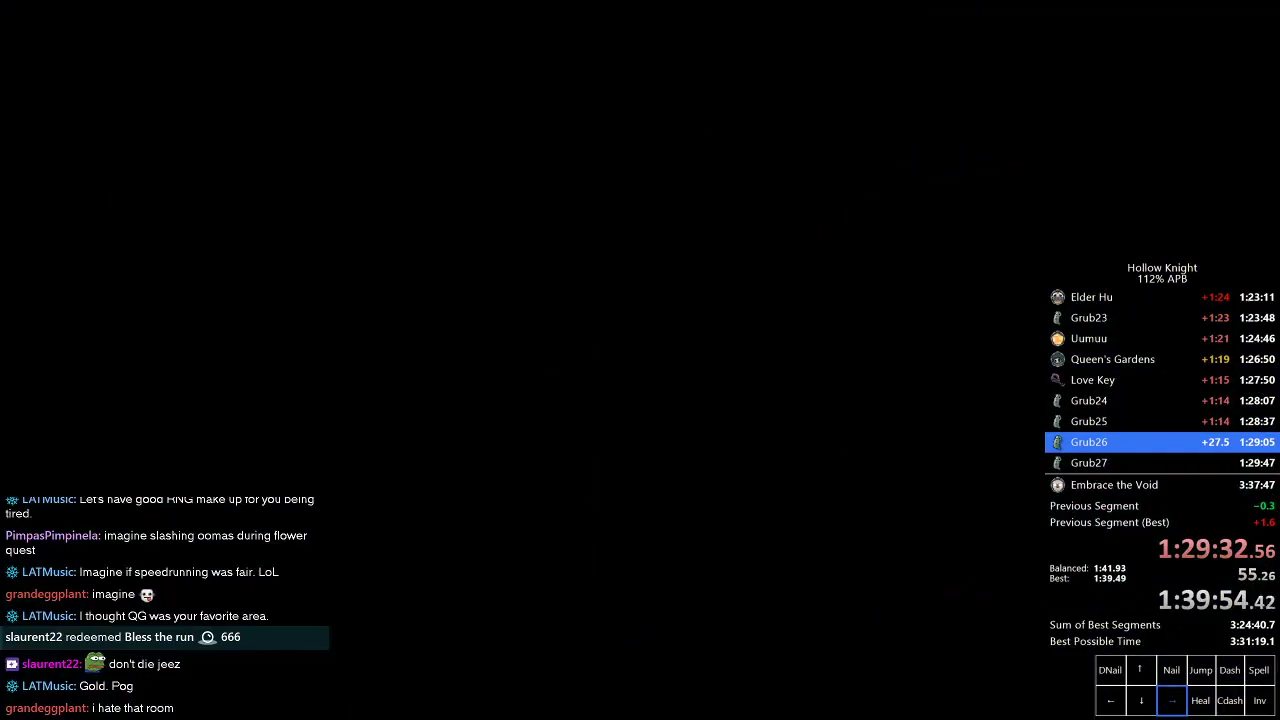 Hollow Knight
112% APB
Elder Hu +1:24 1:23:11
Grub23 +1:23 1:23:48
Uumuu +1:21 1:24:46
Queen's Gardens +1:19 1:26:50
Love Key +1:15 1:27:50
Grub24 +1:14 1:28:07
Grub25 +1:14 1:28:37
Grub26 +27.5 1:29:05
Grub27 1:29:47
Embrace the Void 3:37:47
Previous Segment −0.3
Previous Segment (Best) +1.6
1:29:32.56
Balanced: 1:41.93
Best: 1:39.49
55.26
1:39:54.42
Sum of Best Segments 3:24:40.7
Best Possible Time 3:31:19.1
DNail ↑ Nail Jump Dash Spell
← ↓ → Heal Cdash Inv
LATMusic: Let's have good RNG make up for you being
tired.
PimpasPimpinela: imagine slashing oomas during flower
quest
LATMusic: Imagine if speedrunning was fair. LoL
grandeggplant: imagine
LATMusic: I thought QG was your favorite area.
slaurent22 redeemed Bless the run 666
slaurent22: don't die jeez
LATMusic: Gold. Pog
grandeggplant: i hate that room